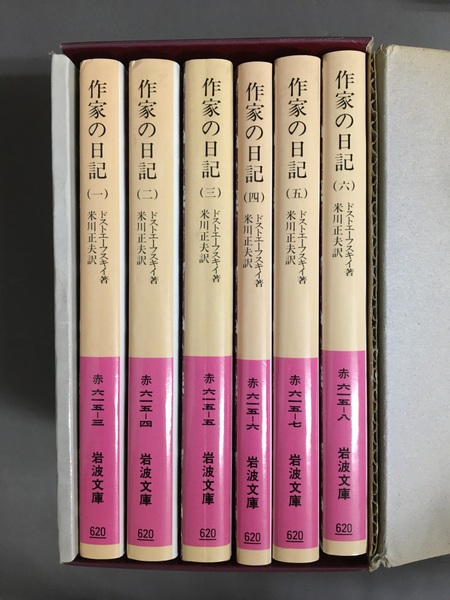 作家の日記 (一)
ドストエーフスキイ著
米川正夫訳
赤 六一五-三
岩波文庫
620
作家の日記 (二)
ドストエーフスキイ著
米川正夫訳
赤 六一五-四
岩波文庫
620
作家の日記 (三)
ドストエーフスキイ著
米川正夫訳
赤 六一五-五
岩波文庫
620
作家の日記 (四)
ドストエーフスキイ著
米川正夫訳
赤 六一五-六
岩波文庫
620
作家の日記 (五)
ドストエーフスキイ著
米川正夫訳
赤 六一五-七
岩波文庫
620
作家の日記 (六)
ドストエーフスキイ著
米川正夫訳
赤 六一五-八
岩波文庫
620